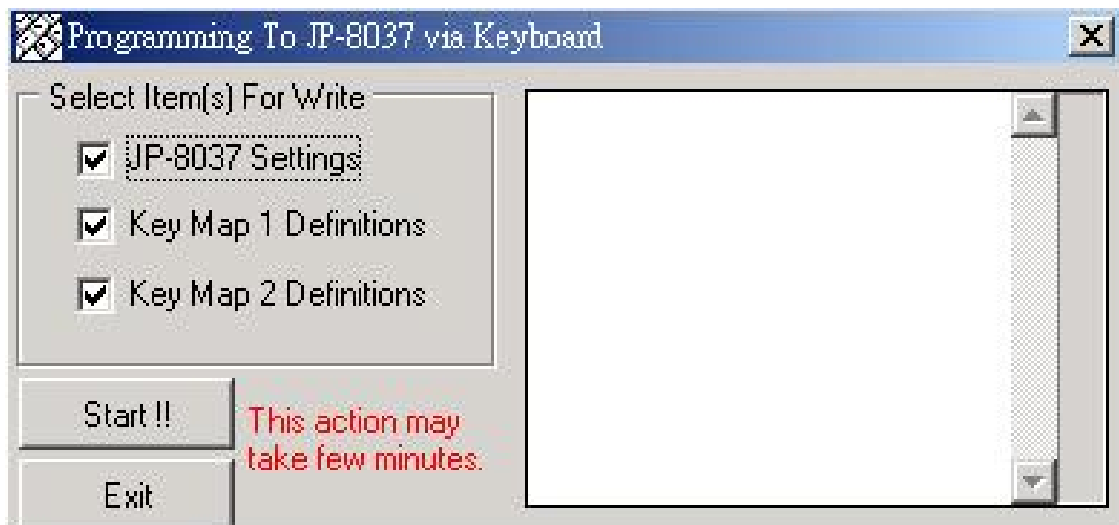 Programming To JP-8037 via Keyboard
Select Item(s) For Write
JP-8037 Settings
Key Map 1 Definitions
Key Map 2 Definitions
Start !!
This action may
take few minutes.
Exit